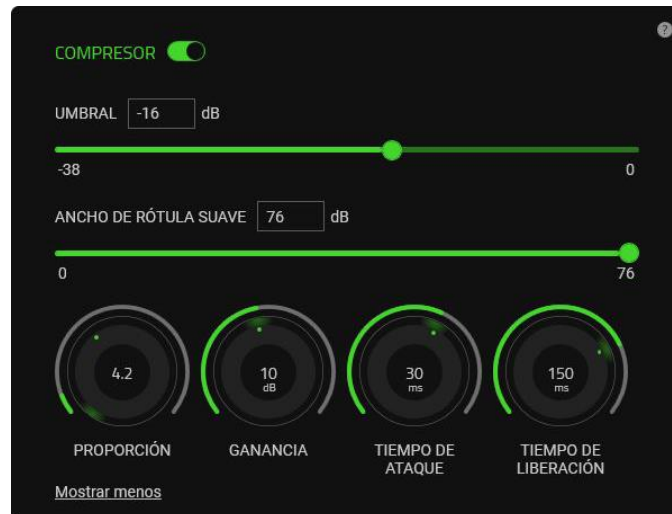 ?
COMPRESOR
UMBRAL -16 dB
-38 0
ANCHO DE RÓTULA SUAVE 76 dB
0 76
4.2 10 30 150
dB ms ms
PROPORCIÓN GANANCIA TIEMPO DE TIEMPO DE
ATAQUE LIBERACIÓN
Mostrar menos